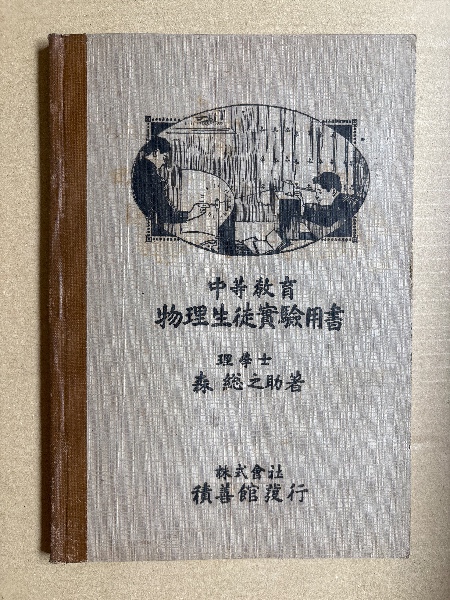 中等教育
物理生徒實驗用書
理學士
森総之助著
株式會社
積善館發行